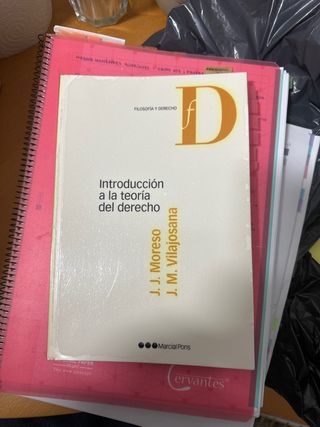 FILOSOFÍA Y DERECHO
fD
Introducción
a la teoría
del derecho
J. J. Moreso
J. M. Vilajosana
Marcial Pons
Cervantes